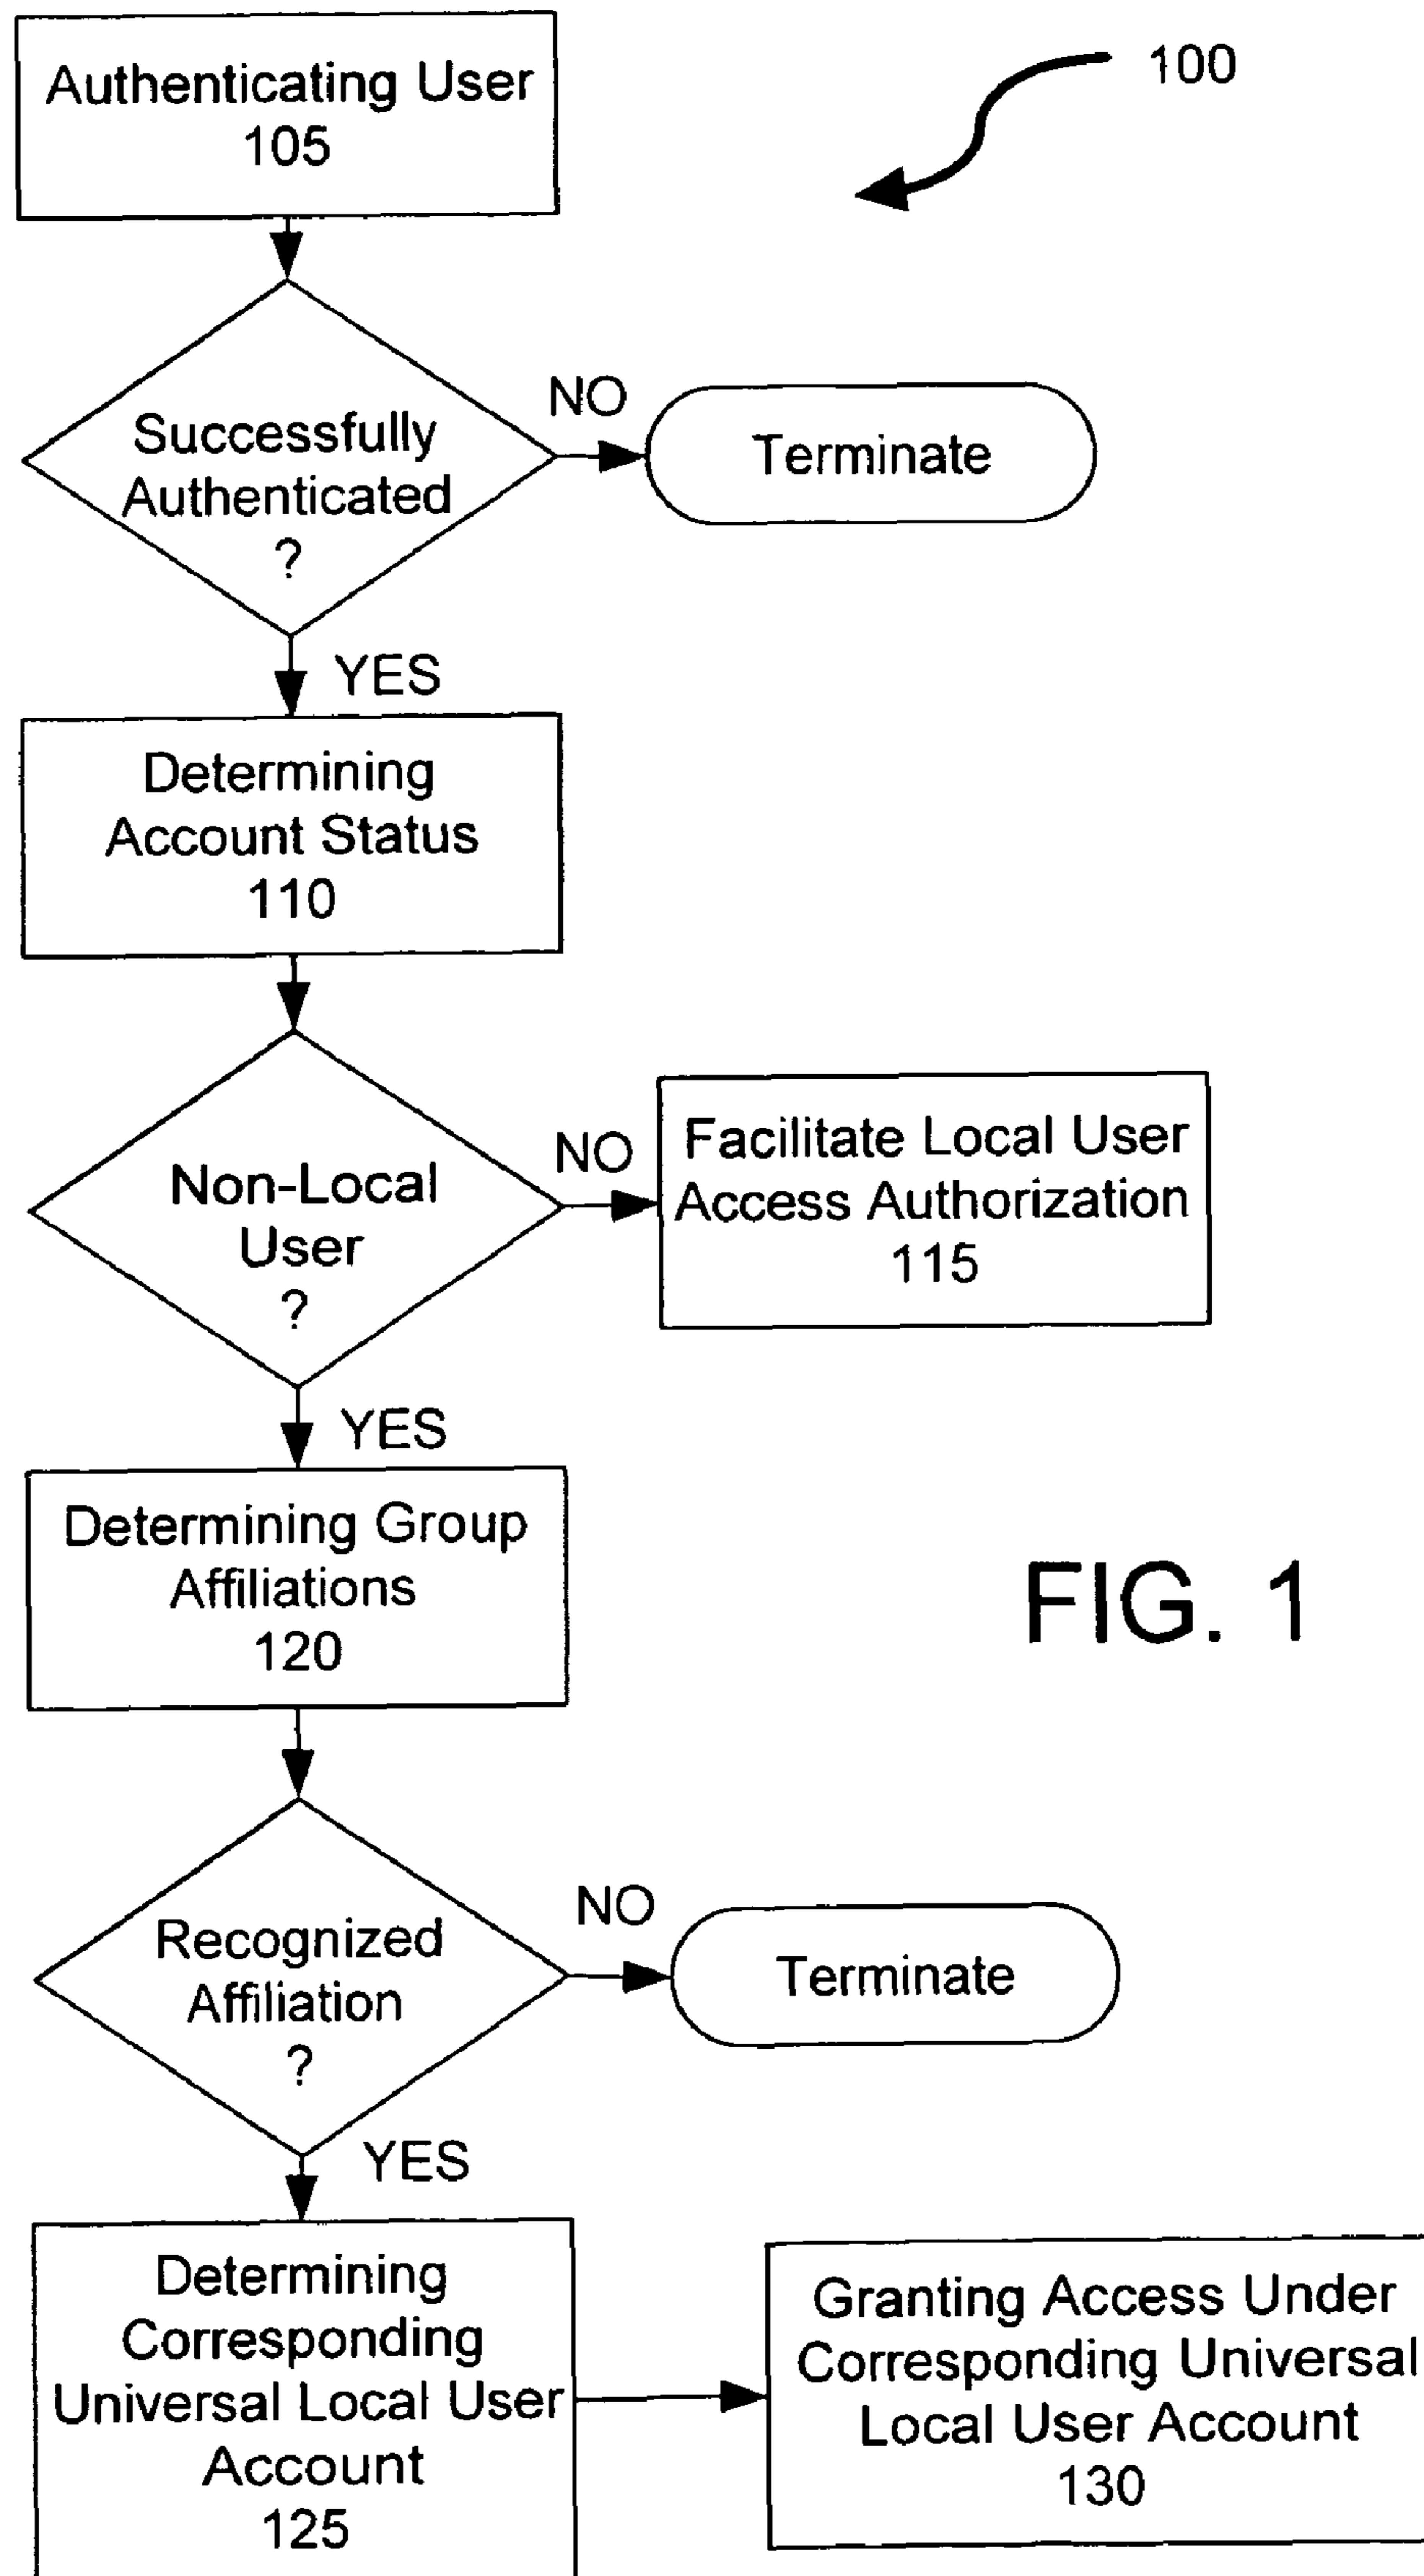 Authenticating User
105
100
Successfully
Authenticated
?
NO
Terminate
YES
Determining
Account Status
110
Non-Local
User
?
NO
Facilitate Local User
Access Authorization
115
YES
Determining Group
Affiliations
120
FIG. 1
Recognized
Affiliation
?
NO
Terminate
YES
Determining
Corresponding
Universal Local User
Account
125
Granting Access Under
Corresponding Universal
Local User Account
130